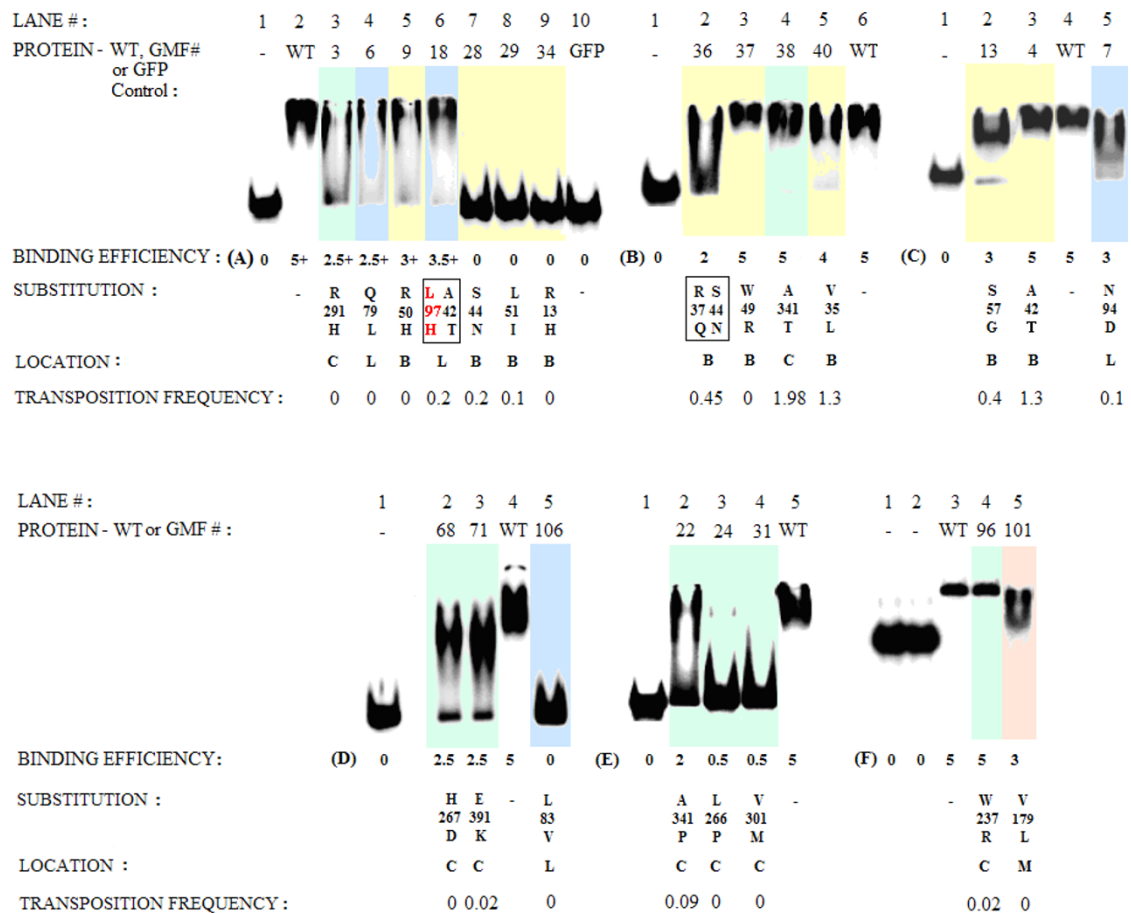 LANE # : 1 2 3 4 5 6 7 8 9 10 1 2 3 4 5 6 1 2 3 4 5
PROTEIN - WT, GMF# - WT 3 6 9 18 28 29 34 GFP - 36 37 38 40 WT - 13 4 WT 7
or GFP
Control :
BINDING EFFICIENCY : (A) 0 5+ 2.5+ 2.5+ 3+ 3.5+ 0 0 0 0 (B) 0 2 5 5 4 5 (C) 0 3 5 5 3
SUBSTITUTION : - R Q R L A S L R - R S W A V - S A - N
291 79 50 97 42 44 51 13 37 44 49 341 35 57 42 94
H L H H T N I H Q N R T L G T D
LOCATION : C L B L B B B B B C B B B L
TRANSPOSITION FREQUENCY : 0 0 0 0.2 0.2 0.1 0 0.45 0 1.98 1.3 0.4 1.3 0.1
LANE # : 1 2 3 4 5 1 2 3 4 5 1 2 3 4 5
PROTEIN - WT or GMF # : - 68 71 WT 106 - 22 24 31 WT - - WT 96 101
BINDING EFFICIENCY: (D) 0 2.5 2.5 5 0 (E) 0 2 0.5 0.5 5 (F) 0 0 5 5 3
SUBSTITUTION : H E - L A L V - - W V
267 391 83 341 266 301 237 179
D K V P P M R L
LOCATION : C C L C C C C M
TRANSPOSITION FREQUENCY : 0 0.02 0 0.09 0 0 0.02 0